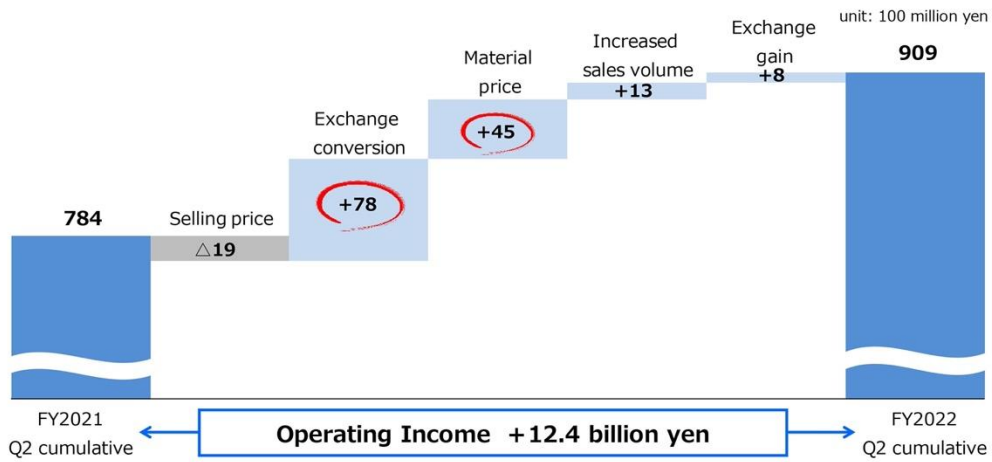 unit: 100 million yen
784
Selling price
△19
Exchange
conversion
+78
Material
price
+45
Increased
sales volume
+13
Exchange
gain
+8
909
FY2021
Q2 cumulative
Operating Income +12.4 billion yen
FY2022
Q2 cumulative